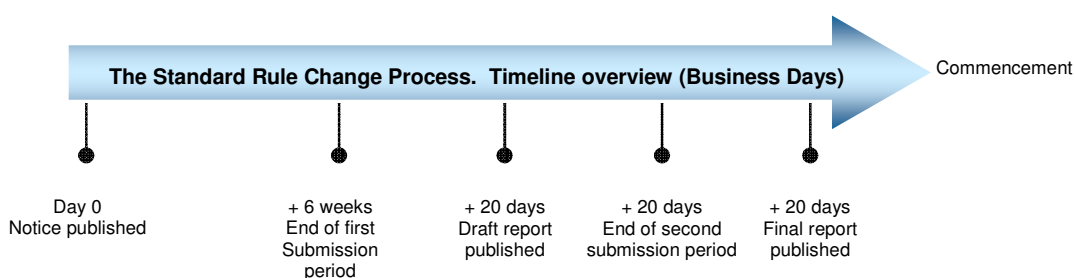 The Standard Rule Change Process. Timeline overview (Business Days)
Commencement
Day 0
Notice published
+ 6 weeks
End of first
Submission
period
+ 20 days
Draft report
published
+ 20 days
End of second
submission period
+ 20 days
Final report
published